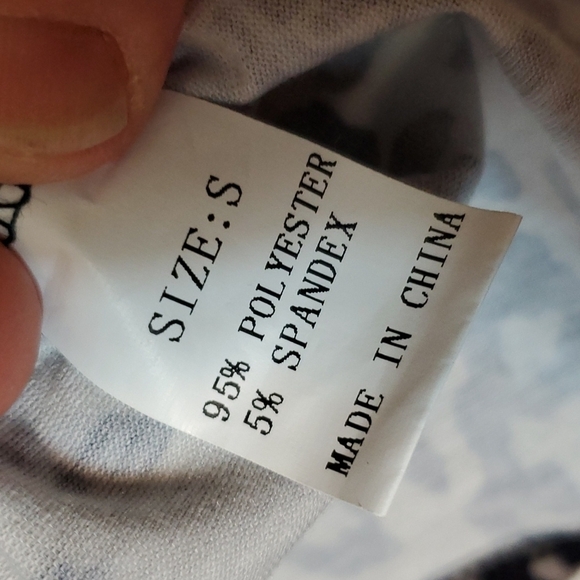 SIZE:S
95% POLYESTER
5% SPANDEX
MADE IN CHINA